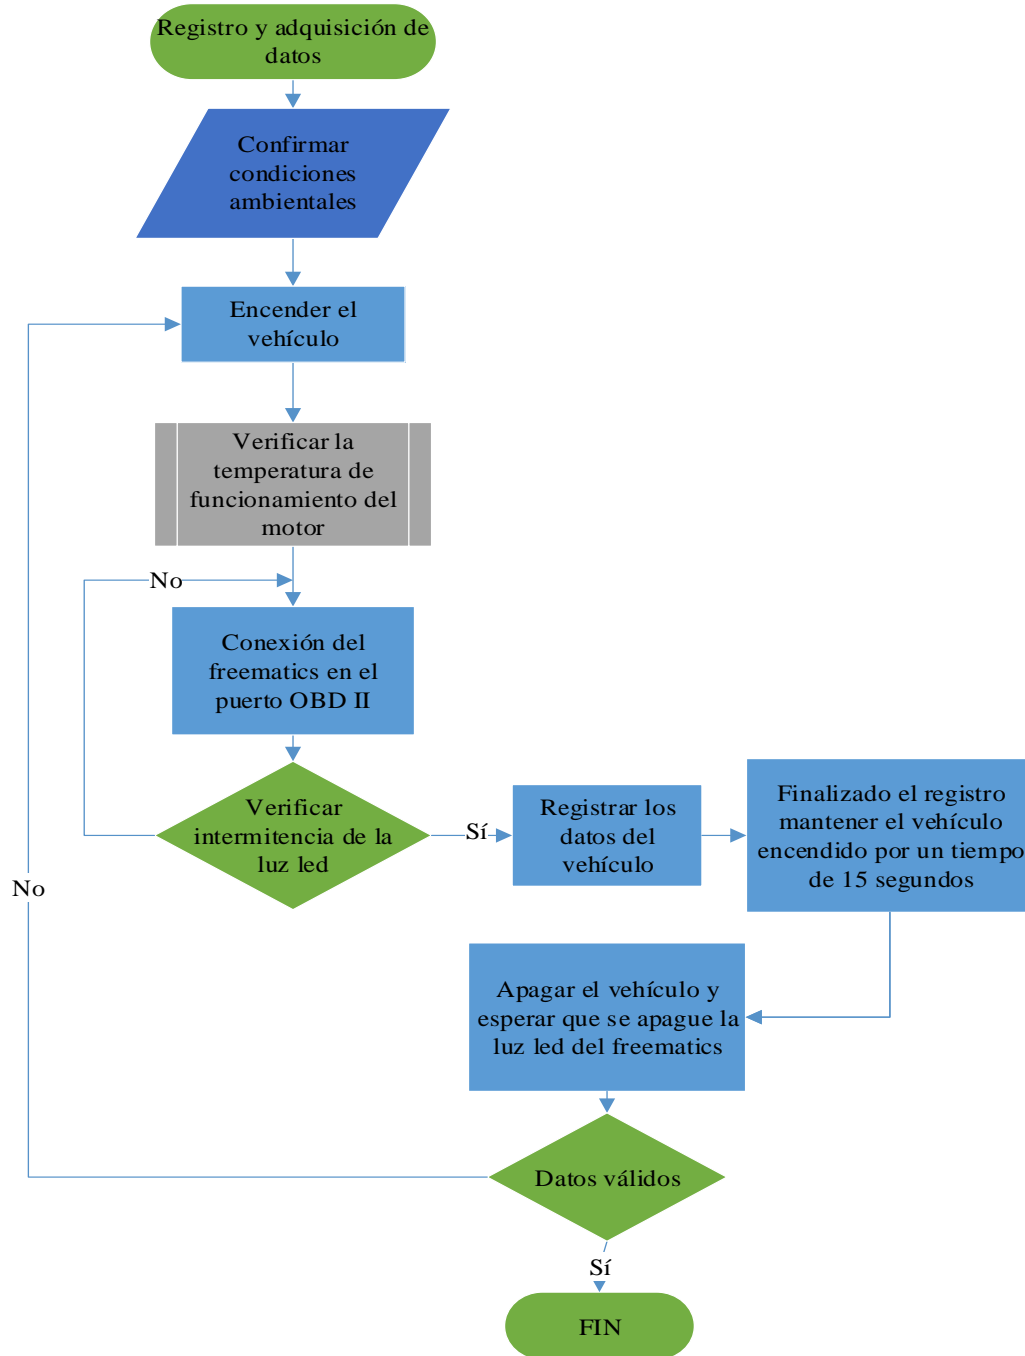 Registro y adquisición de
datos
Confirmar
condiciones
ambientales
Encender el
vehículo
Verificar la
temperatura de
funcionamiento del
motor
No
Conexión del
freematics en el
puerto OBD II
Verificar
intermitencia de la
luz led
Sí
Registrar los
datos del
vehículo
Finalizado el registro
mantener el vehículo
encendido por un tiempo
de 15 segundos
No
Apagar el vehículo y
esperar que se apague la
luz led del freematics
Datos válidos
Sí
FIN